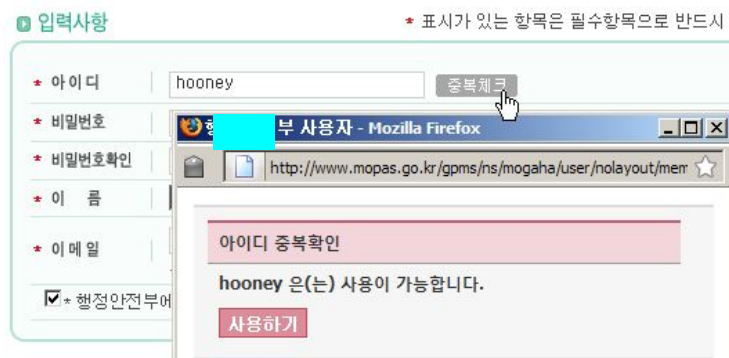 입력사항
* 표시가 있는 항목은 필수항목으로 반드시
* 아이디 hooney 중복체크
* 비밀번호
* 비밀번호확인
* 이 름
* 이메일
* 행정안전부에
행 부 사용자 - Mozilla Firefox
http://www.mopas.go.kr/gpms/ns/mogaha/user/nolayout/mem
아이디 중복확인
hooney 은(는) 사용이 가능합니다.
사용하기